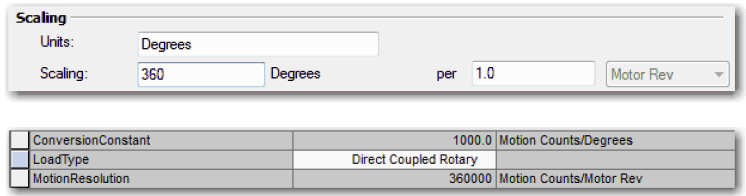 Scaling
Units: Degrees
Scaling: 360 Degrees per 1.0 Motor Rev
ConversionConstant 1000.0 Motion Counts/Degrees
LoadType Direct Coupled Rotary
MotionResolution 360000 Motion Counts/Motor Rev